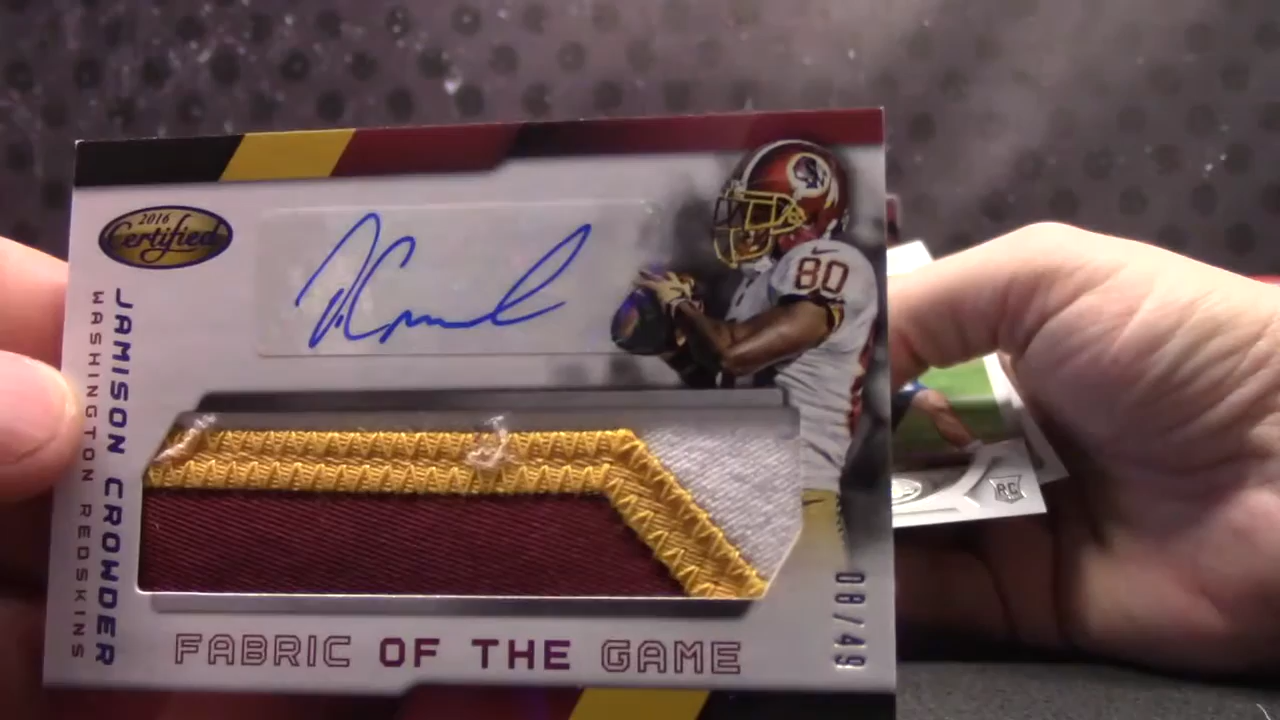 2016
Certified
80
JAMISON CROWDER
WASHINGTON REDSKINS
FABRIC OF THE GAME
08/49
RC